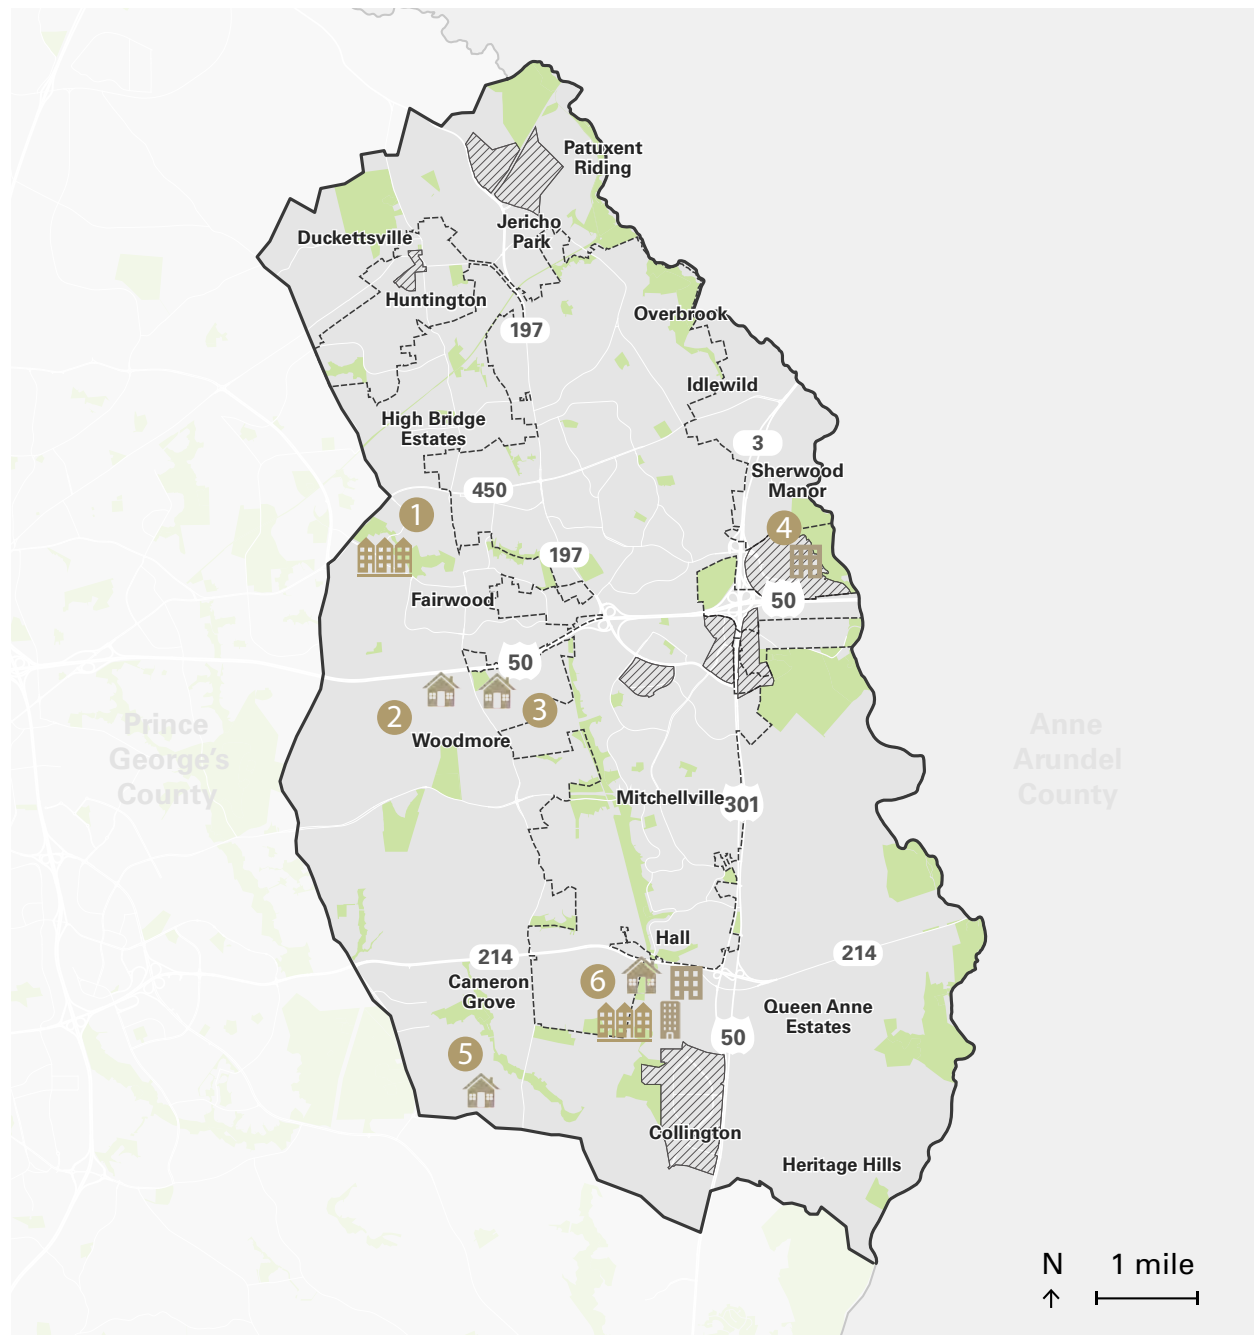 Patuxent
Riding
Jericho
Park
Duckettsville
Huntington
197
Overbrook
Idlewild
High Bridge
Estates
3
Sherwood
Manor
450
1
4
197
Fairwood
50
50
2
3
Woodmore
Prince
George's
County
Anne
Arundel
County
Mitchellville
301
Hall
214
214
Cameron
Grove
6
Queen Anne
Estates
50
5
Collington
Heritage Hills
N
1 mile